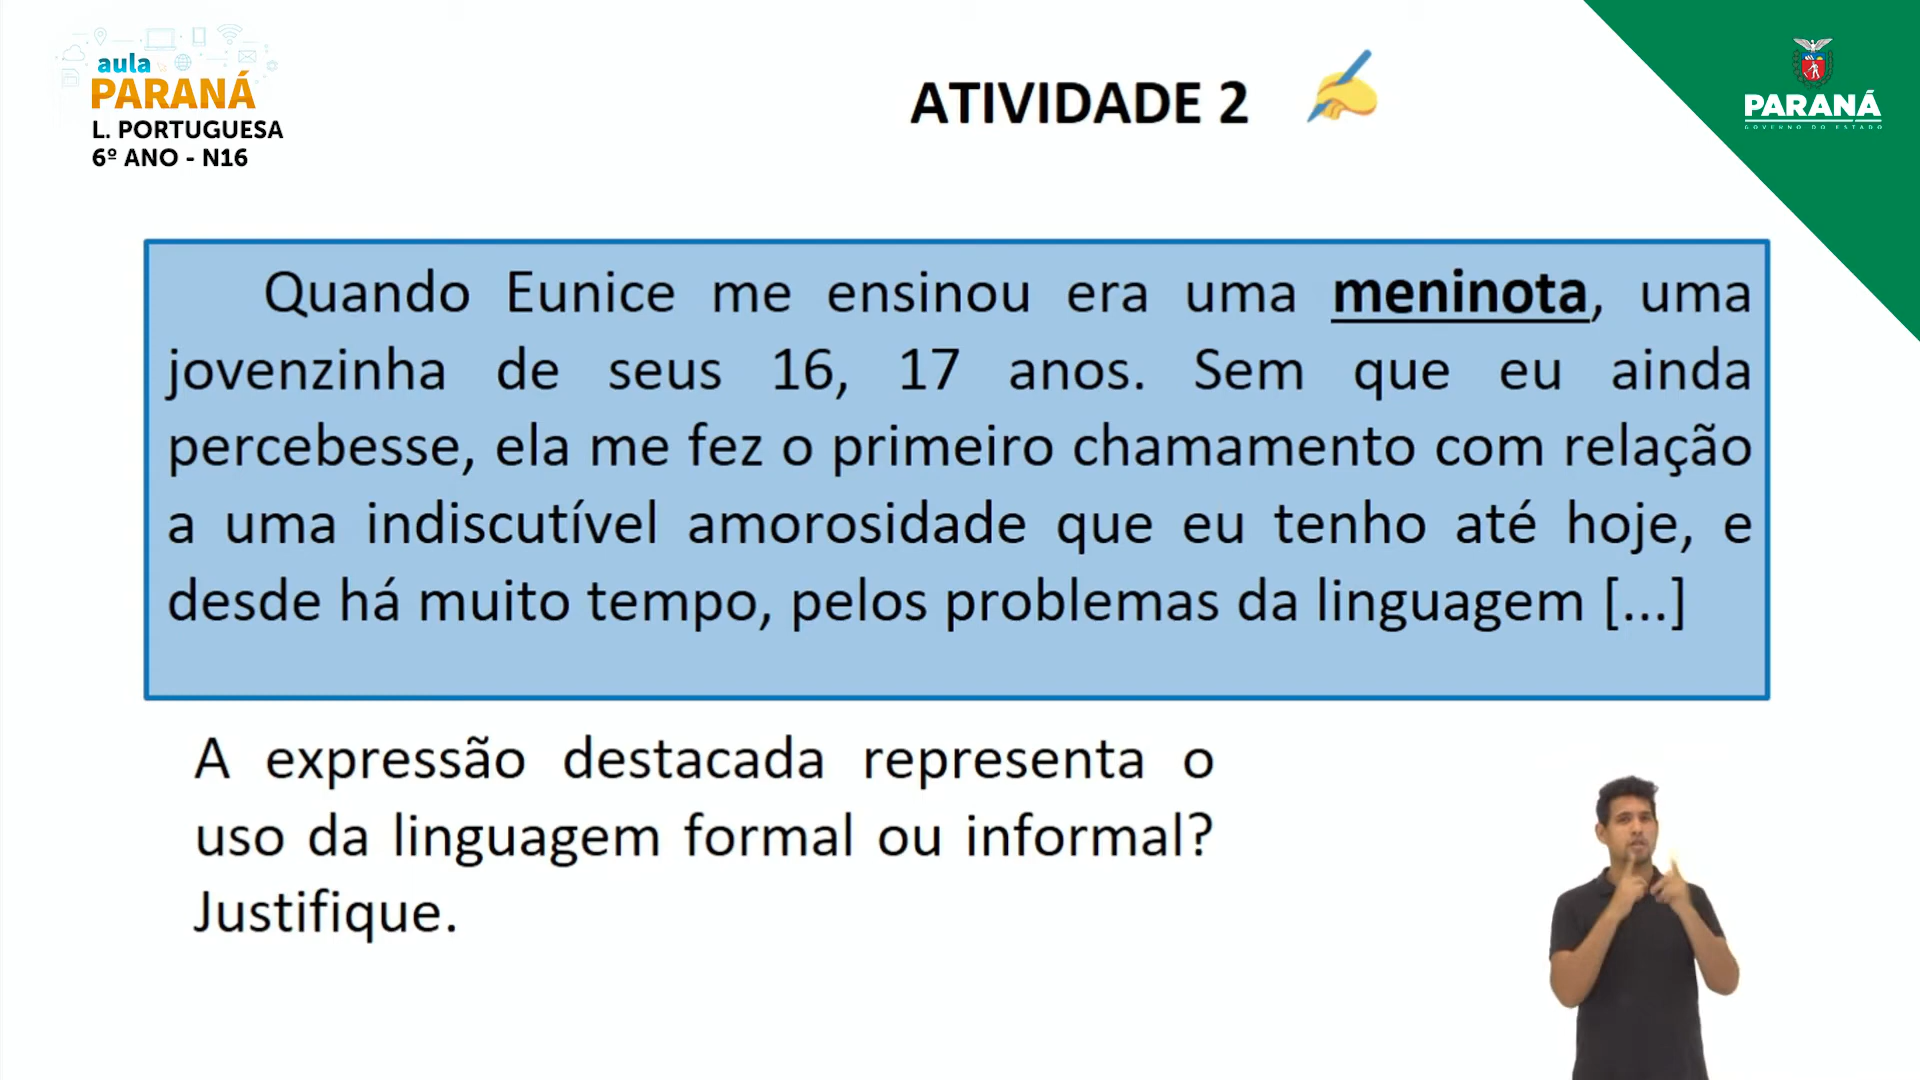 aula
PARANÁ
L. PORTUGUESA
6º ANO - N16
ATIVIDADE 2
PARANÁ
GOVERNO DO ESTADO
Quando Eunice me ensinou era uma meninota, uma
jovenzinha de seus 16, 17 anos. Sem que eu ainda
percebesse, ela me fez o primeiro chamamento com relação
a uma indiscutível amorosidade que eu tenho até hoje, e
desde há muito tempo, pelos problemas da linguagem [...]
A expressão destacada representa o
uso da linguagem formal ou informal?
Justifique.